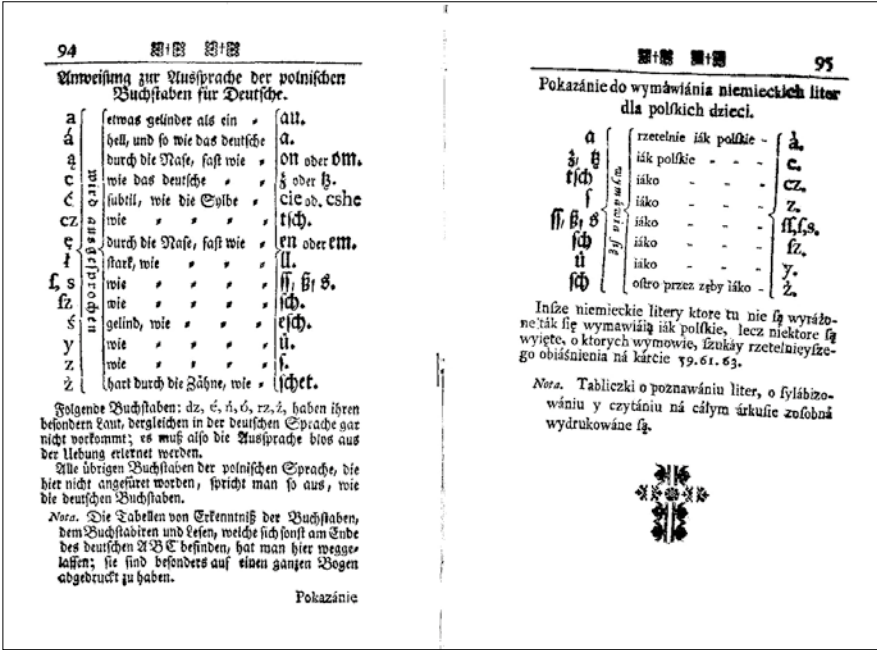 94
Anweiſung zur Ausſprache der polniſchen
Buchſtaben für Deutſche.
wird ausgeſprochen
a etwas gelinder als ein au.
á hell, und ſo wie das deutſche a.
ą durch die Naſe, faſt wie on oder óm.
c wie das deutſche ʒ oder tz.
ć ſubtil, wie die Sylbe cie od. cshe
cz wie tſch.
ę durch die Naſe, faſt wie en oder em.
ł ſtark, wie ll.
ſ, s wie ſſ, ß, s.
ſz wie ſch.
ś gelind, wie eſch.
y wie ü.
z wie ſ.
ż hart durch die Zähne, wie ſchet.
Folgende Buchſtaben: dz, é, ń, ó, rz, ź, haben ihren
beſondern Laut, dergleichen in der deutſchen Sprache gar
nicht vorkommt; es muß alſo die Ausſprache blos aus
der Uebung erlernet werden.
Alle übrigen Buchſtaben der polniſchen Sprache, die
hier nicht angefüret worden, ſpricht man ſo aus, wie
die deutſchen Buchſtaben.
Nota. Die Tabellen von Erkenntniß der Buchſtaben,
dem Buchſtabiren und Leſen, welche ſich ſonſt am Ende
des deutſchen A B C befinden, hat man hier wegge-
laſſen; ſie ſind beſonders auf einen ganzen Bogen
abgedruckt zu haben.
Pokazánie
95
Pokazánie do wymáwiánia niemieckich liter
dla polſkich dzieci.
wymáwia ſię
a rzetelnie iák polſkie - à.
ʒ, tz iák polſkie - - - c.
tſch iáko - - - cz.
ſ iáko - - - z.
ſſ, ß, s iáko - - - ſſ,ſ,s.
ſch iáko - - - ſz.
ü iáko - - - y.
ſch oſtro przez zęby iáko - ż.
Inſze niemieckie litery ktore tu nie ſą wyráżo-
ne ták ſię wymawiáią iák polſkie, lecz niektore ſą
wyięte, o ktorych wymowie, ſzukáy rzetelnieyſze-
go obiáśnienia ná kárcie 59.61.63.
Nota. Tabliczki o poznawániu liter, o ſylábizo-
wániu y czytániu ná cáłym árkuſie zoſobná
wydrukowáne ſą.